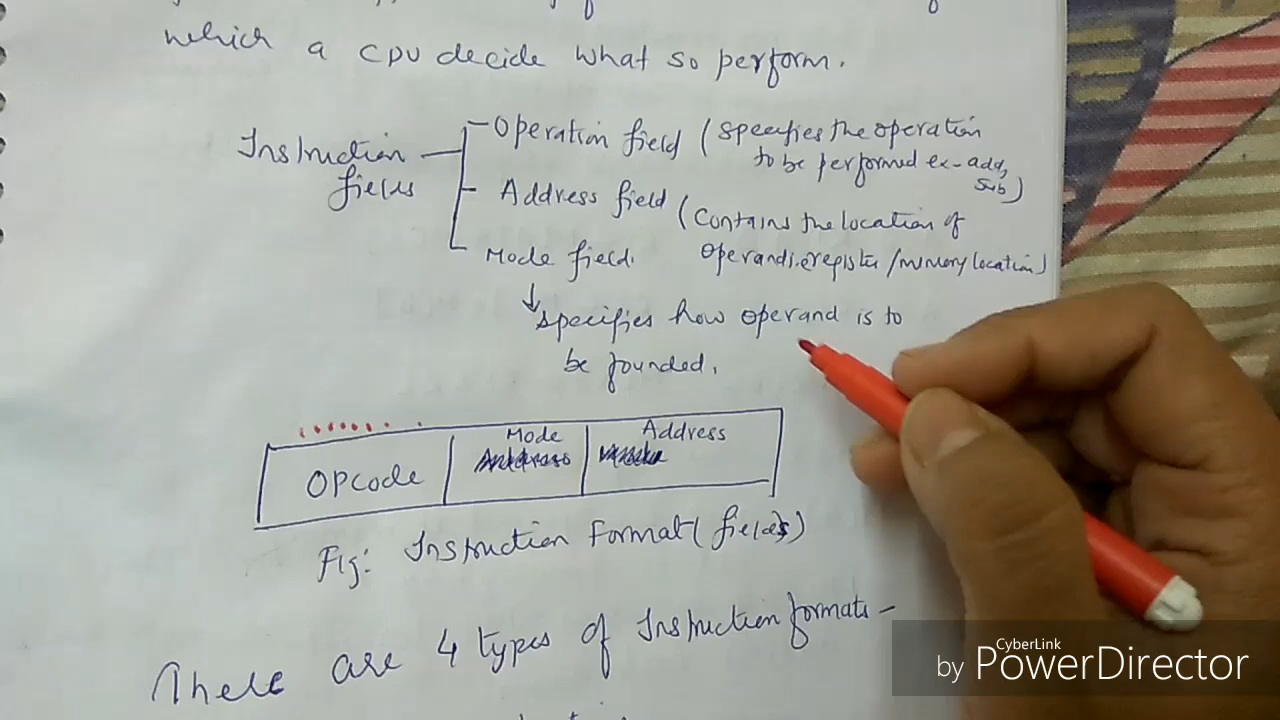 which a CPU decide what so perform.
Instruction fields
Operation field (specifies the operation
to be performed ex-add,
sub)
Address field (Contains the location of
operand i.e register/memory location)
Mode field.
↓
specifies how operand is to
be founded.
OPcode
Mode
Address
Fig: Instruction Format (fields)
There are 4 types of Instruction formats-
by CyberLink PowerDirector